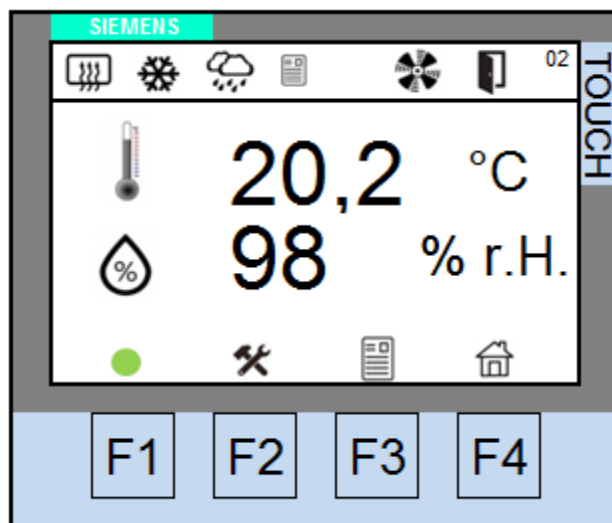 SIEMENS
02
TOUCH
20,2 °C
%
98 % r.H.
F1 F2 F3 F4